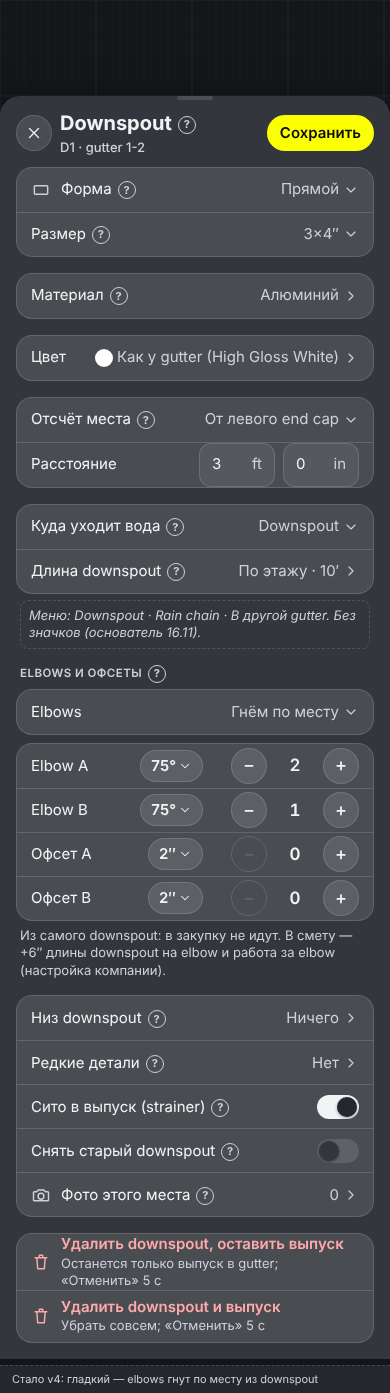 Downspout ?
Сохранить
D1 · gutter 1-2
Форма ? Прямой
Размер ? 3×4″
Материал ? Алюминий
Цвет Как у gutter (High Gloss White)
Отсчёт места ? От левого end cap
Расстояние 3 ft 0 in
Куда уходит вода ? Downspout
Длина downspout ? По этажу · 10′
Меню: Downspout · Rain chain · В другой gutter. Без
значков (основатель 16.11).
ELBOWS И ОФСЕТЫ ?
Elbows Гнём по месту
Elbow A 75° − 2 +
Elbow B 75° − 1 +
Офсет A 2″ − 0 +
Офсет B 2″ − 0 +
Из самого downspout: в закупку не идут. В смету —
+6″ длины downspout на elbow и работа за elbow
(настройка компании).
Низ downspout ? Ничего
Редкие детали ? Нет
Сито в выпуск (strainer) ?
Снять старый downspout ?
Фото этого места ? 0
Удалить downspout, оставить выпуск
Останется только выпуск в gutter;
«Отменить» 5 с
Удалить downspout и выпуск
Убрать совсем; «Отменить» 5 с
Стало v4: гладкий — elbows гнут по месту из downspout